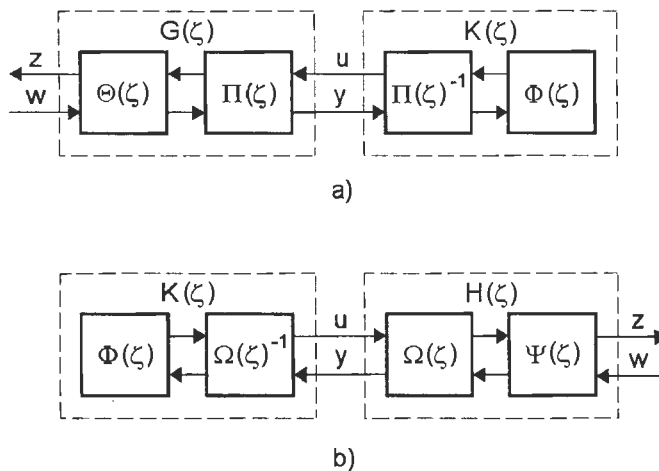 G(ζ) K(ζ)
z u
Θ(ζ) Π(ζ) Π(ζ)⁻¹ Φ(ζ)
w y
a)
K(ζ) H(ζ)
u z
Φ(ζ) Ω(ζ)⁻¹ Ω(ζ) Ψ(ζ)
y w
b)